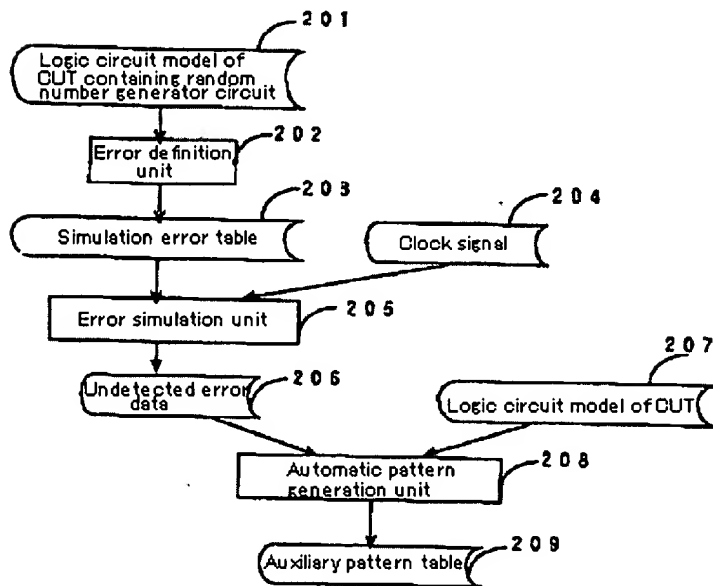 201
Logic circuit model of
CUT containing random
number generator circuit
202
Error definition
unit
203
Simulation error table
204
Clock signal
205
Error simulation unit
206
Undetected error
data
207
Logic circuit model of CUT
208
Automatic pattern
generation unit
209
Auxiliary pattern table